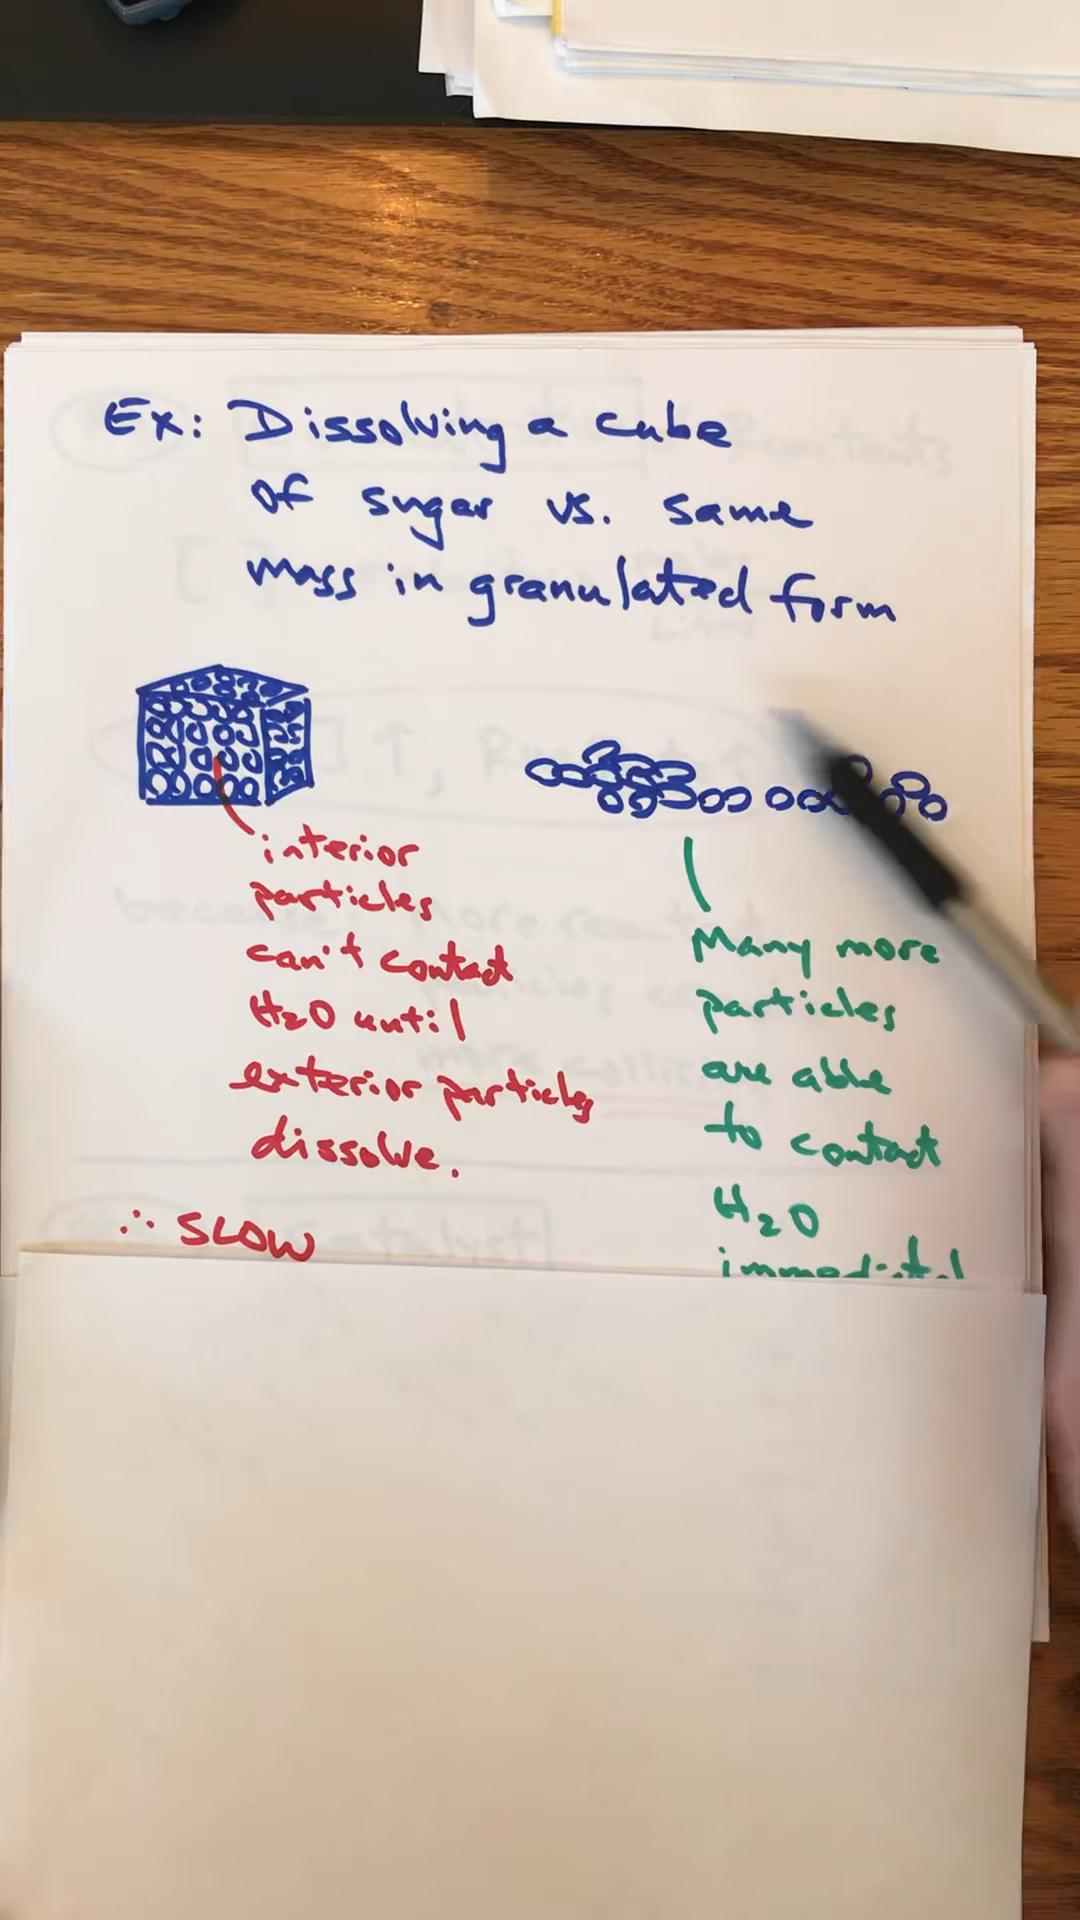 Ex: Dissolving a cube
of sugar vs. same
mass in granulated form
interior
particles
can't contact
H₂O until
exterior particles
dissolve.
∴ SLOW
Many more
particles
are able
to contact
H₂O